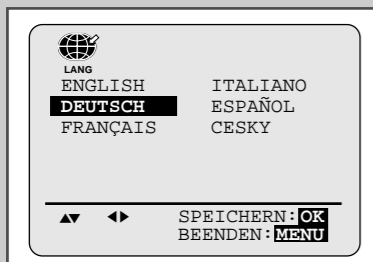 LANG
ENGLISH ITALIANO
DEUTSCH ESPAÑOL
FRANÇAIS CESKY
SPEICHERN:OK
BEENDEN:MENU